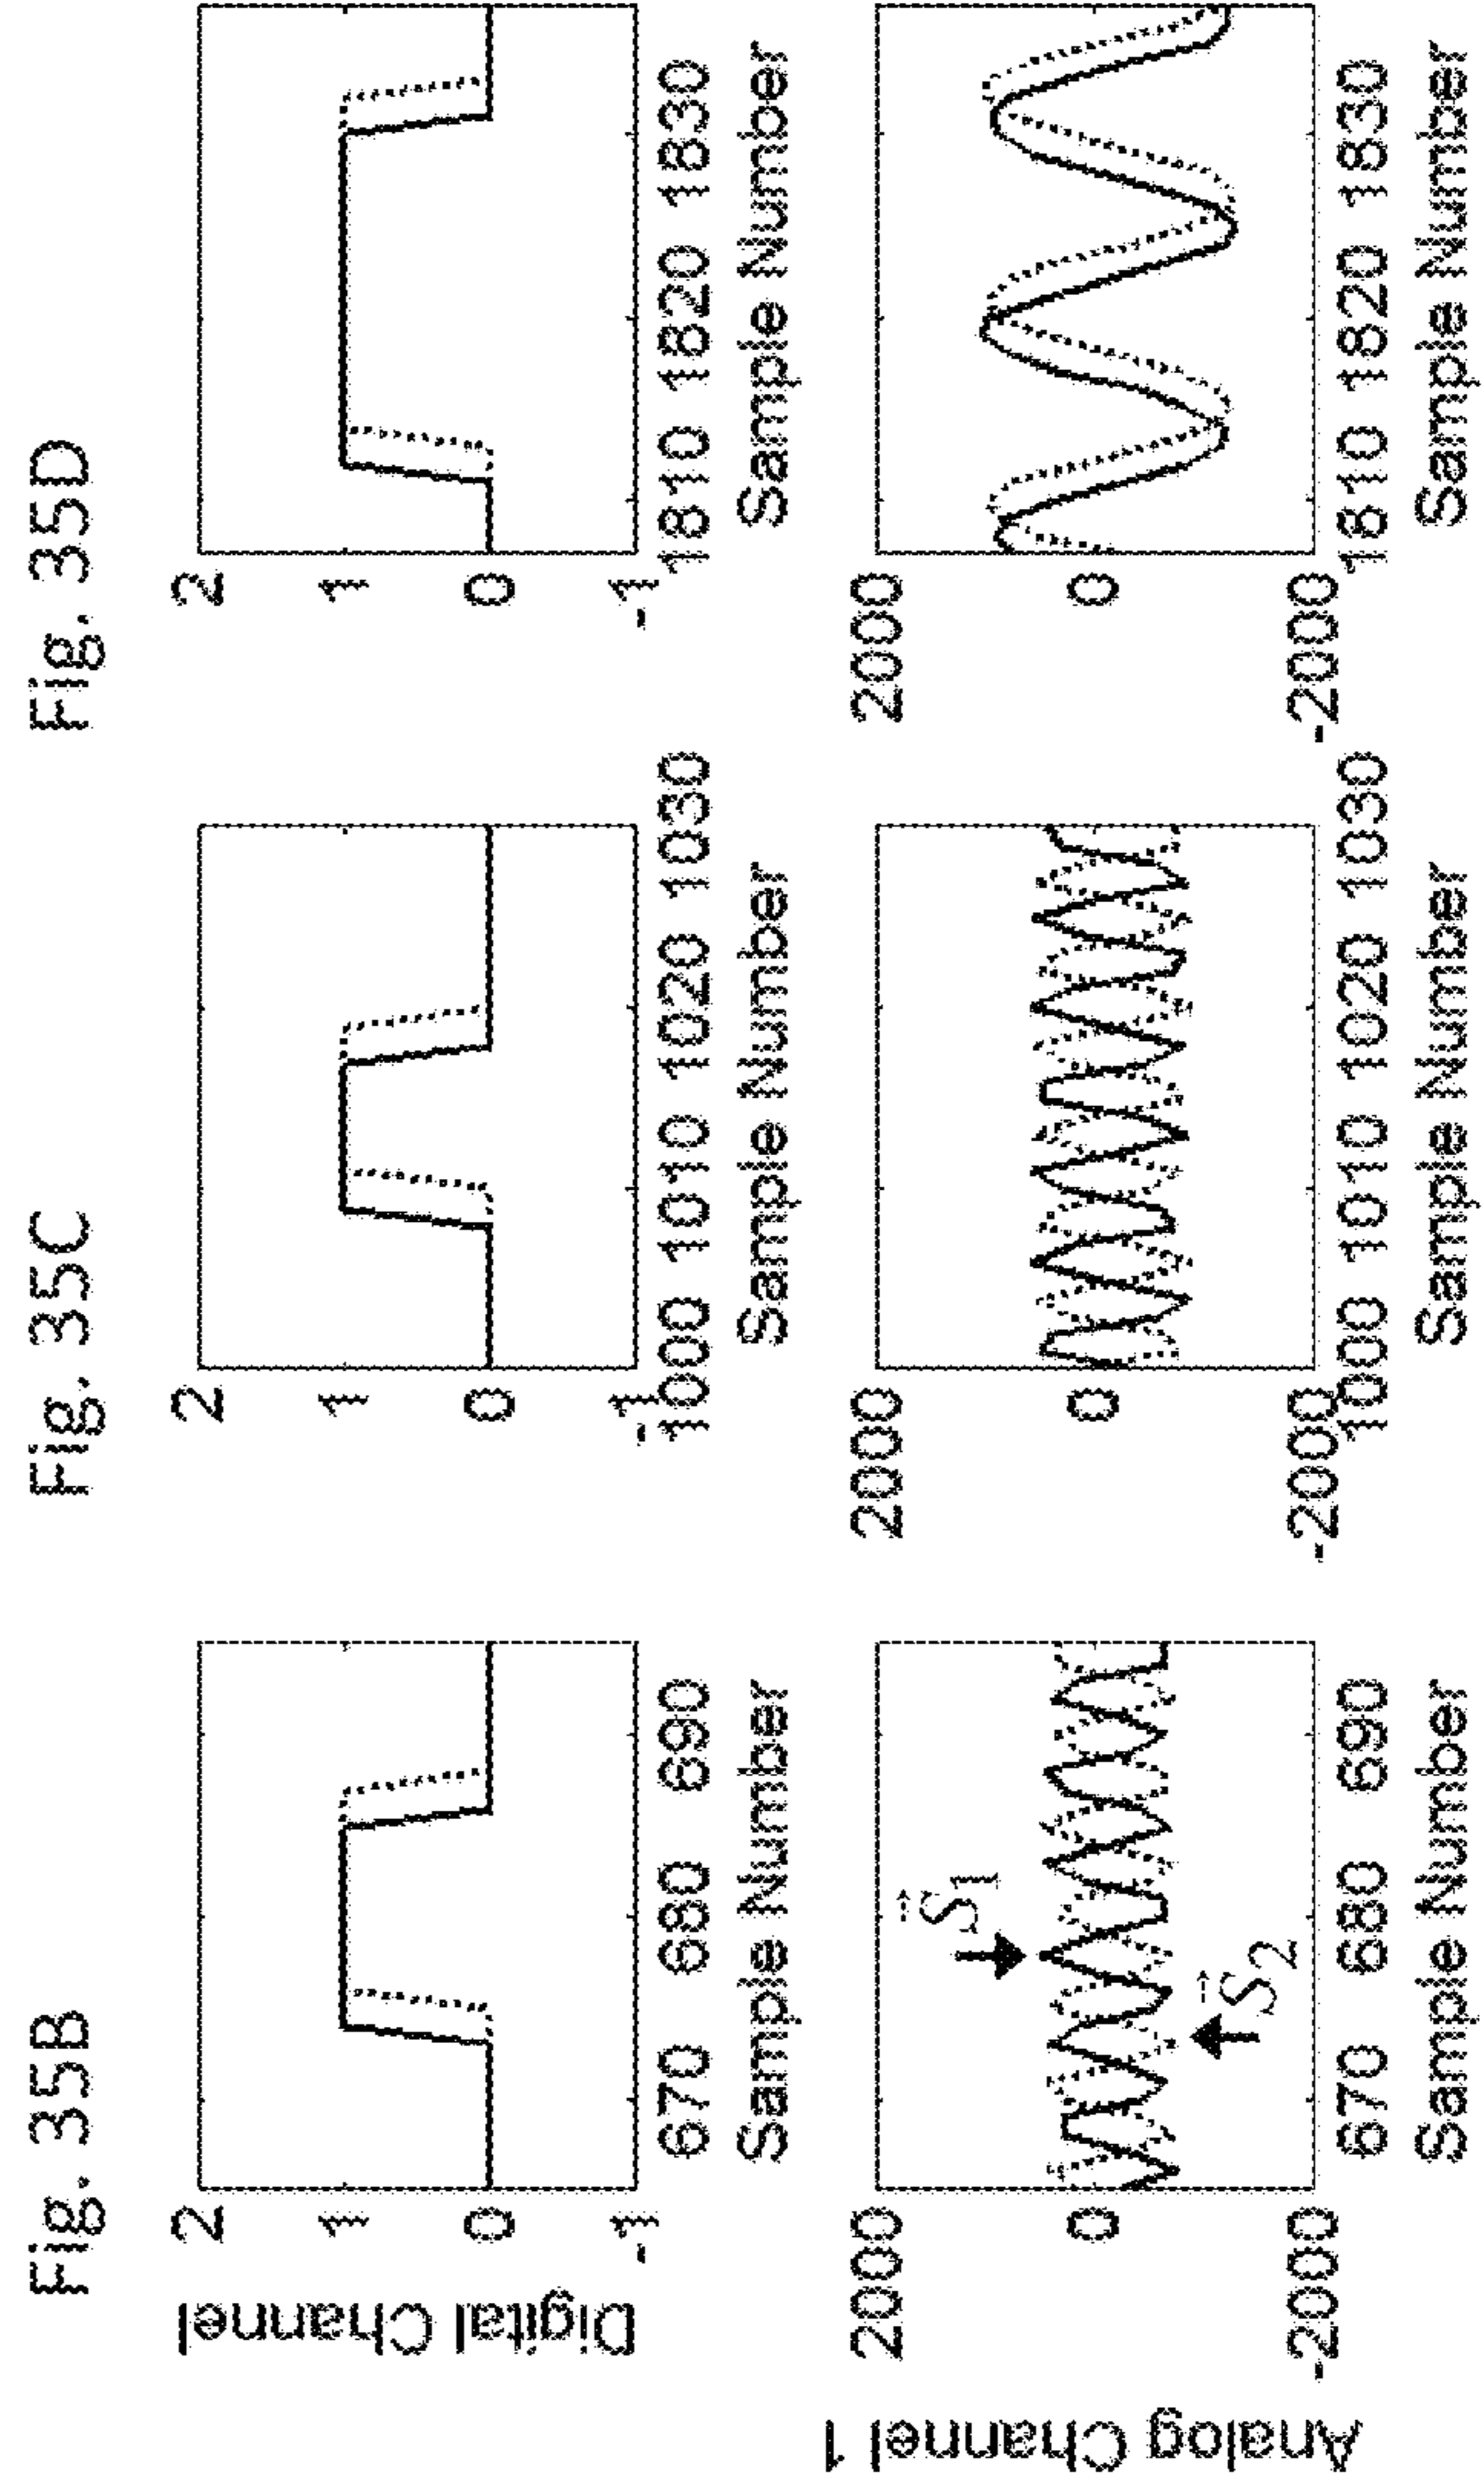 Fig. 35B
Fig. 35C
Fig. 35D
Digital Channel
2
1
0
-1
670 680 690
Sample Number
2
1
0
-1
1000 1010 1020 1030
Sample Number
2
1
0
-1
1810 1820 1830
Sample Number
Analog Channel 1
2000
0
-2000
S⃗1
S⃗2
670 680 690
Sample Number
2000
0
-2000
1000 1010 1020 1030
Sample Number
2000
0
-2000
1810 1820 1830
Sample Number